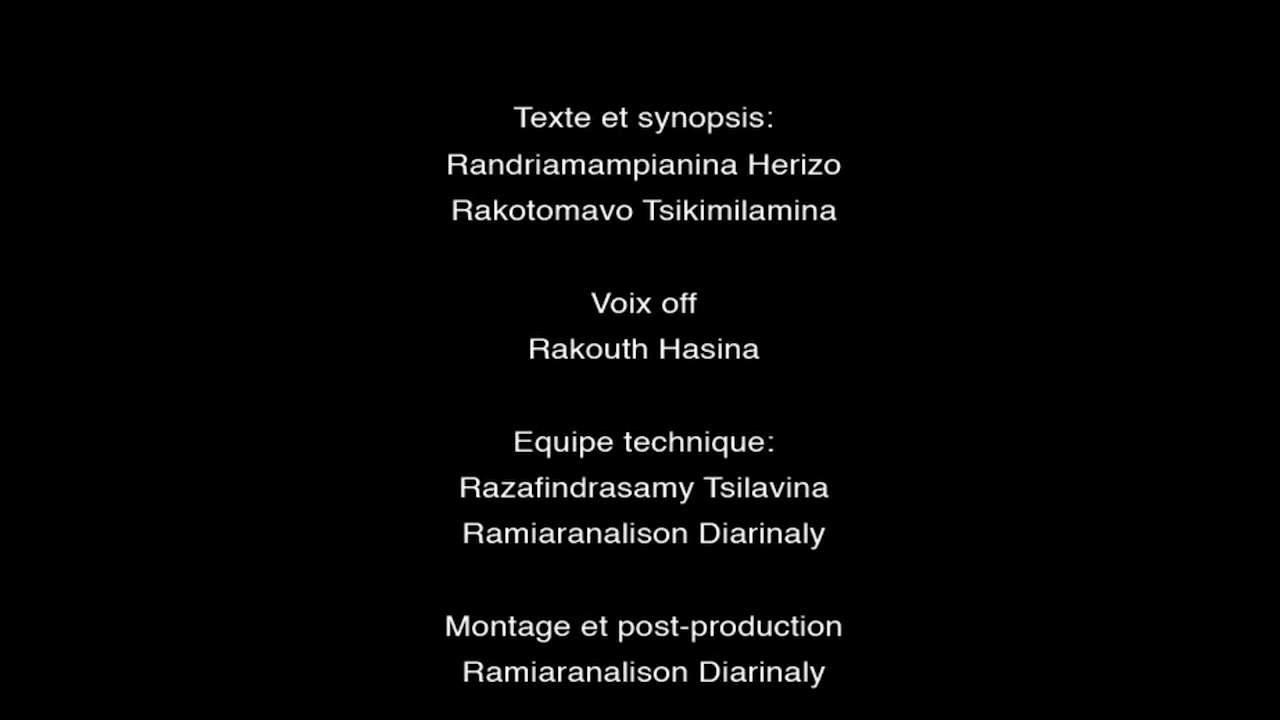 Texte et synopsis:
Randriamampianina Herizo
Rakotomavo Tsikimilamina
Voix off
Rakouth Hasina
Equipe technique:
Razafindrasamy Tsilavina
Ramiaranalison Diarinaly
Montage et post-production
Ramiaranalison Diarinaly